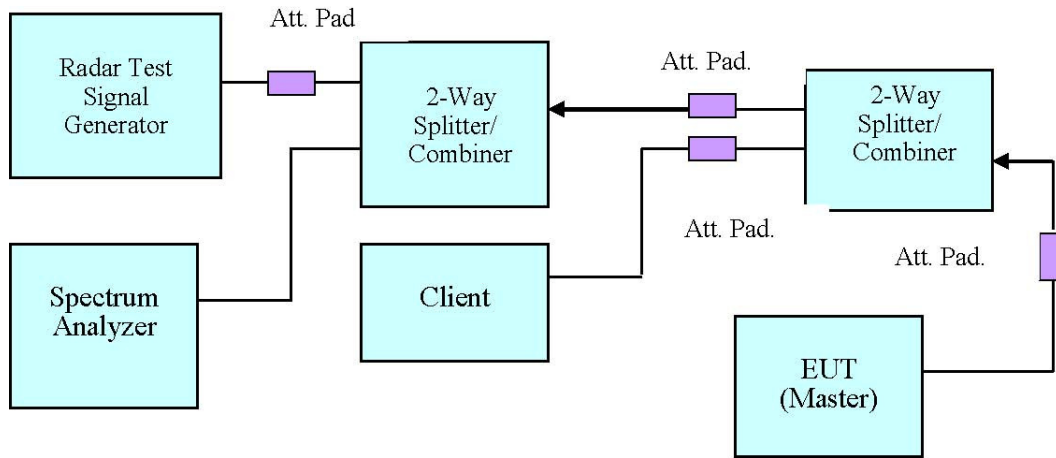 Att. Pad
Radar Test
Signal
Generator
2-Way
Splitter/
Combiner
Att. Pad.
2-Way
Splitter/
Combiner
Att. Pad.
Att. Pad.
Spectrum
Analyzer
Client
EUT
(Master)